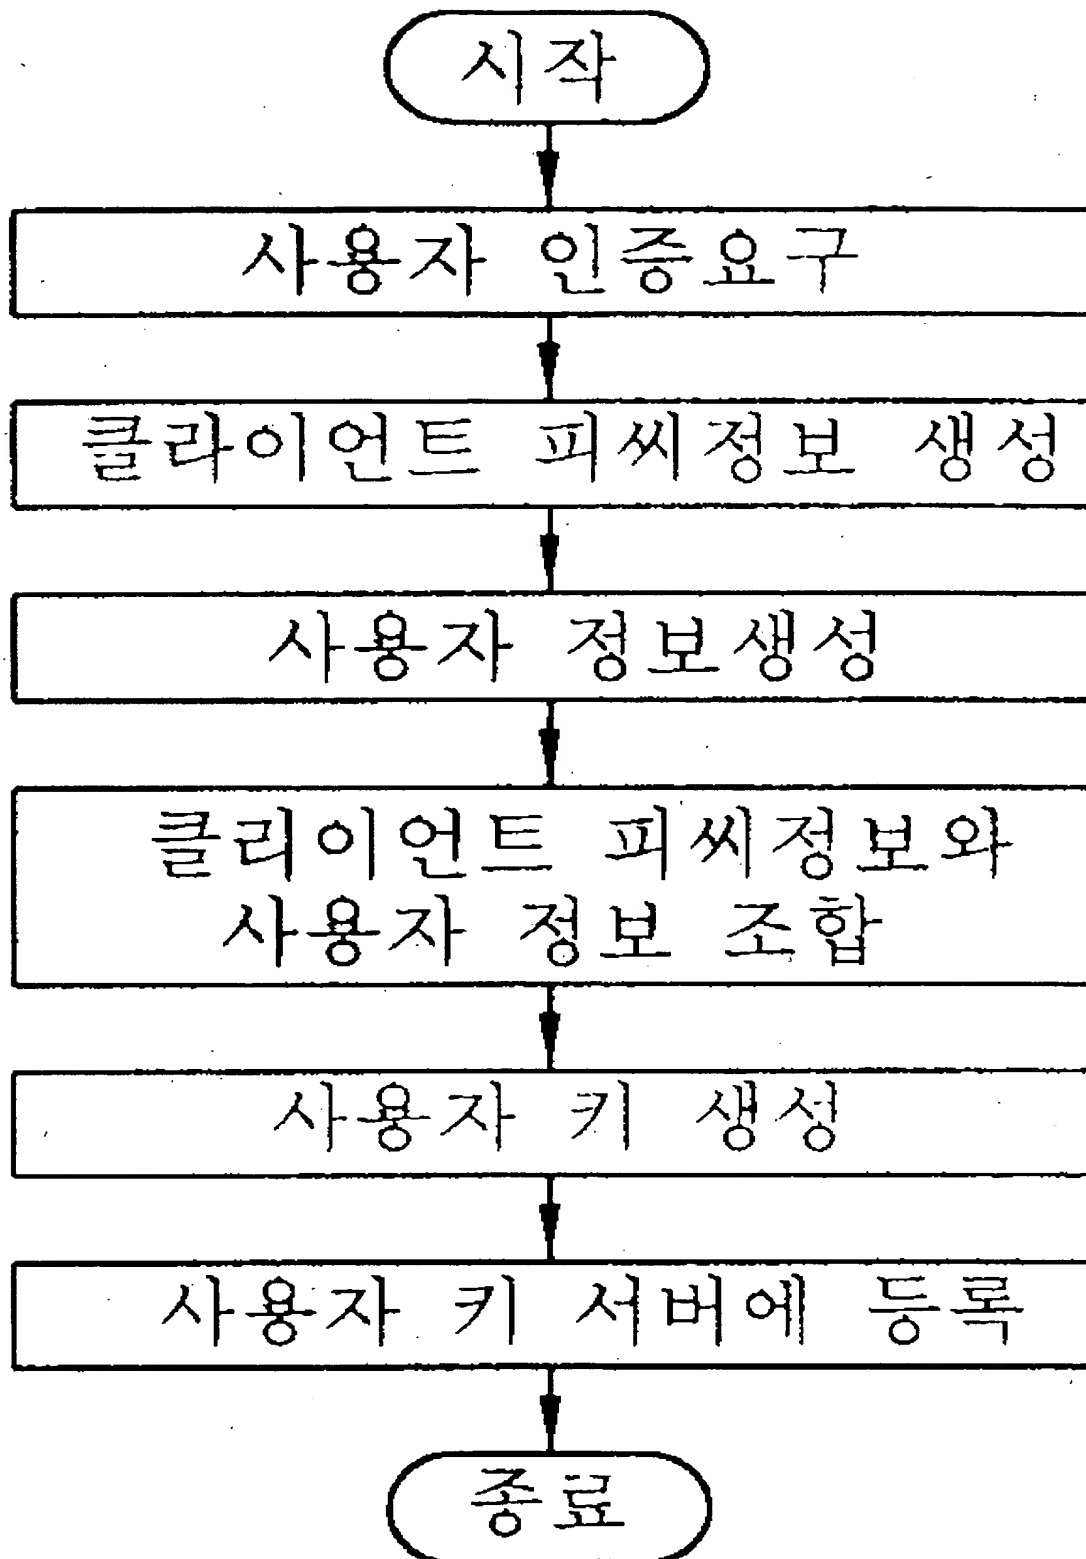 시작
사용자 인증요구
클라이언트 피씨정보 생성
사용자 정보생성
클리이언트 피씨정보와
사용자 정보 조합
사용자 키 생성
사용자 키 서버에 등록
종료